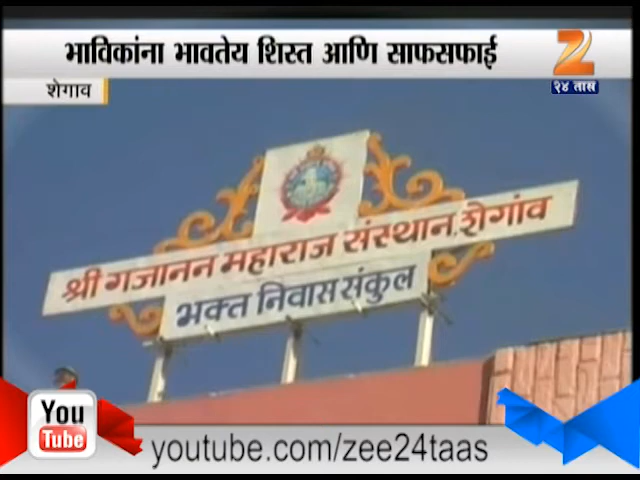 भाविकांना भावतेय शिस्त आणि साफसफाई
शेगाव
२४ तास
श्री गजानन महाराज संस्थान, शेगांव
भक्त निवास संकुल
You
Tube
youtube.com/zee24taas